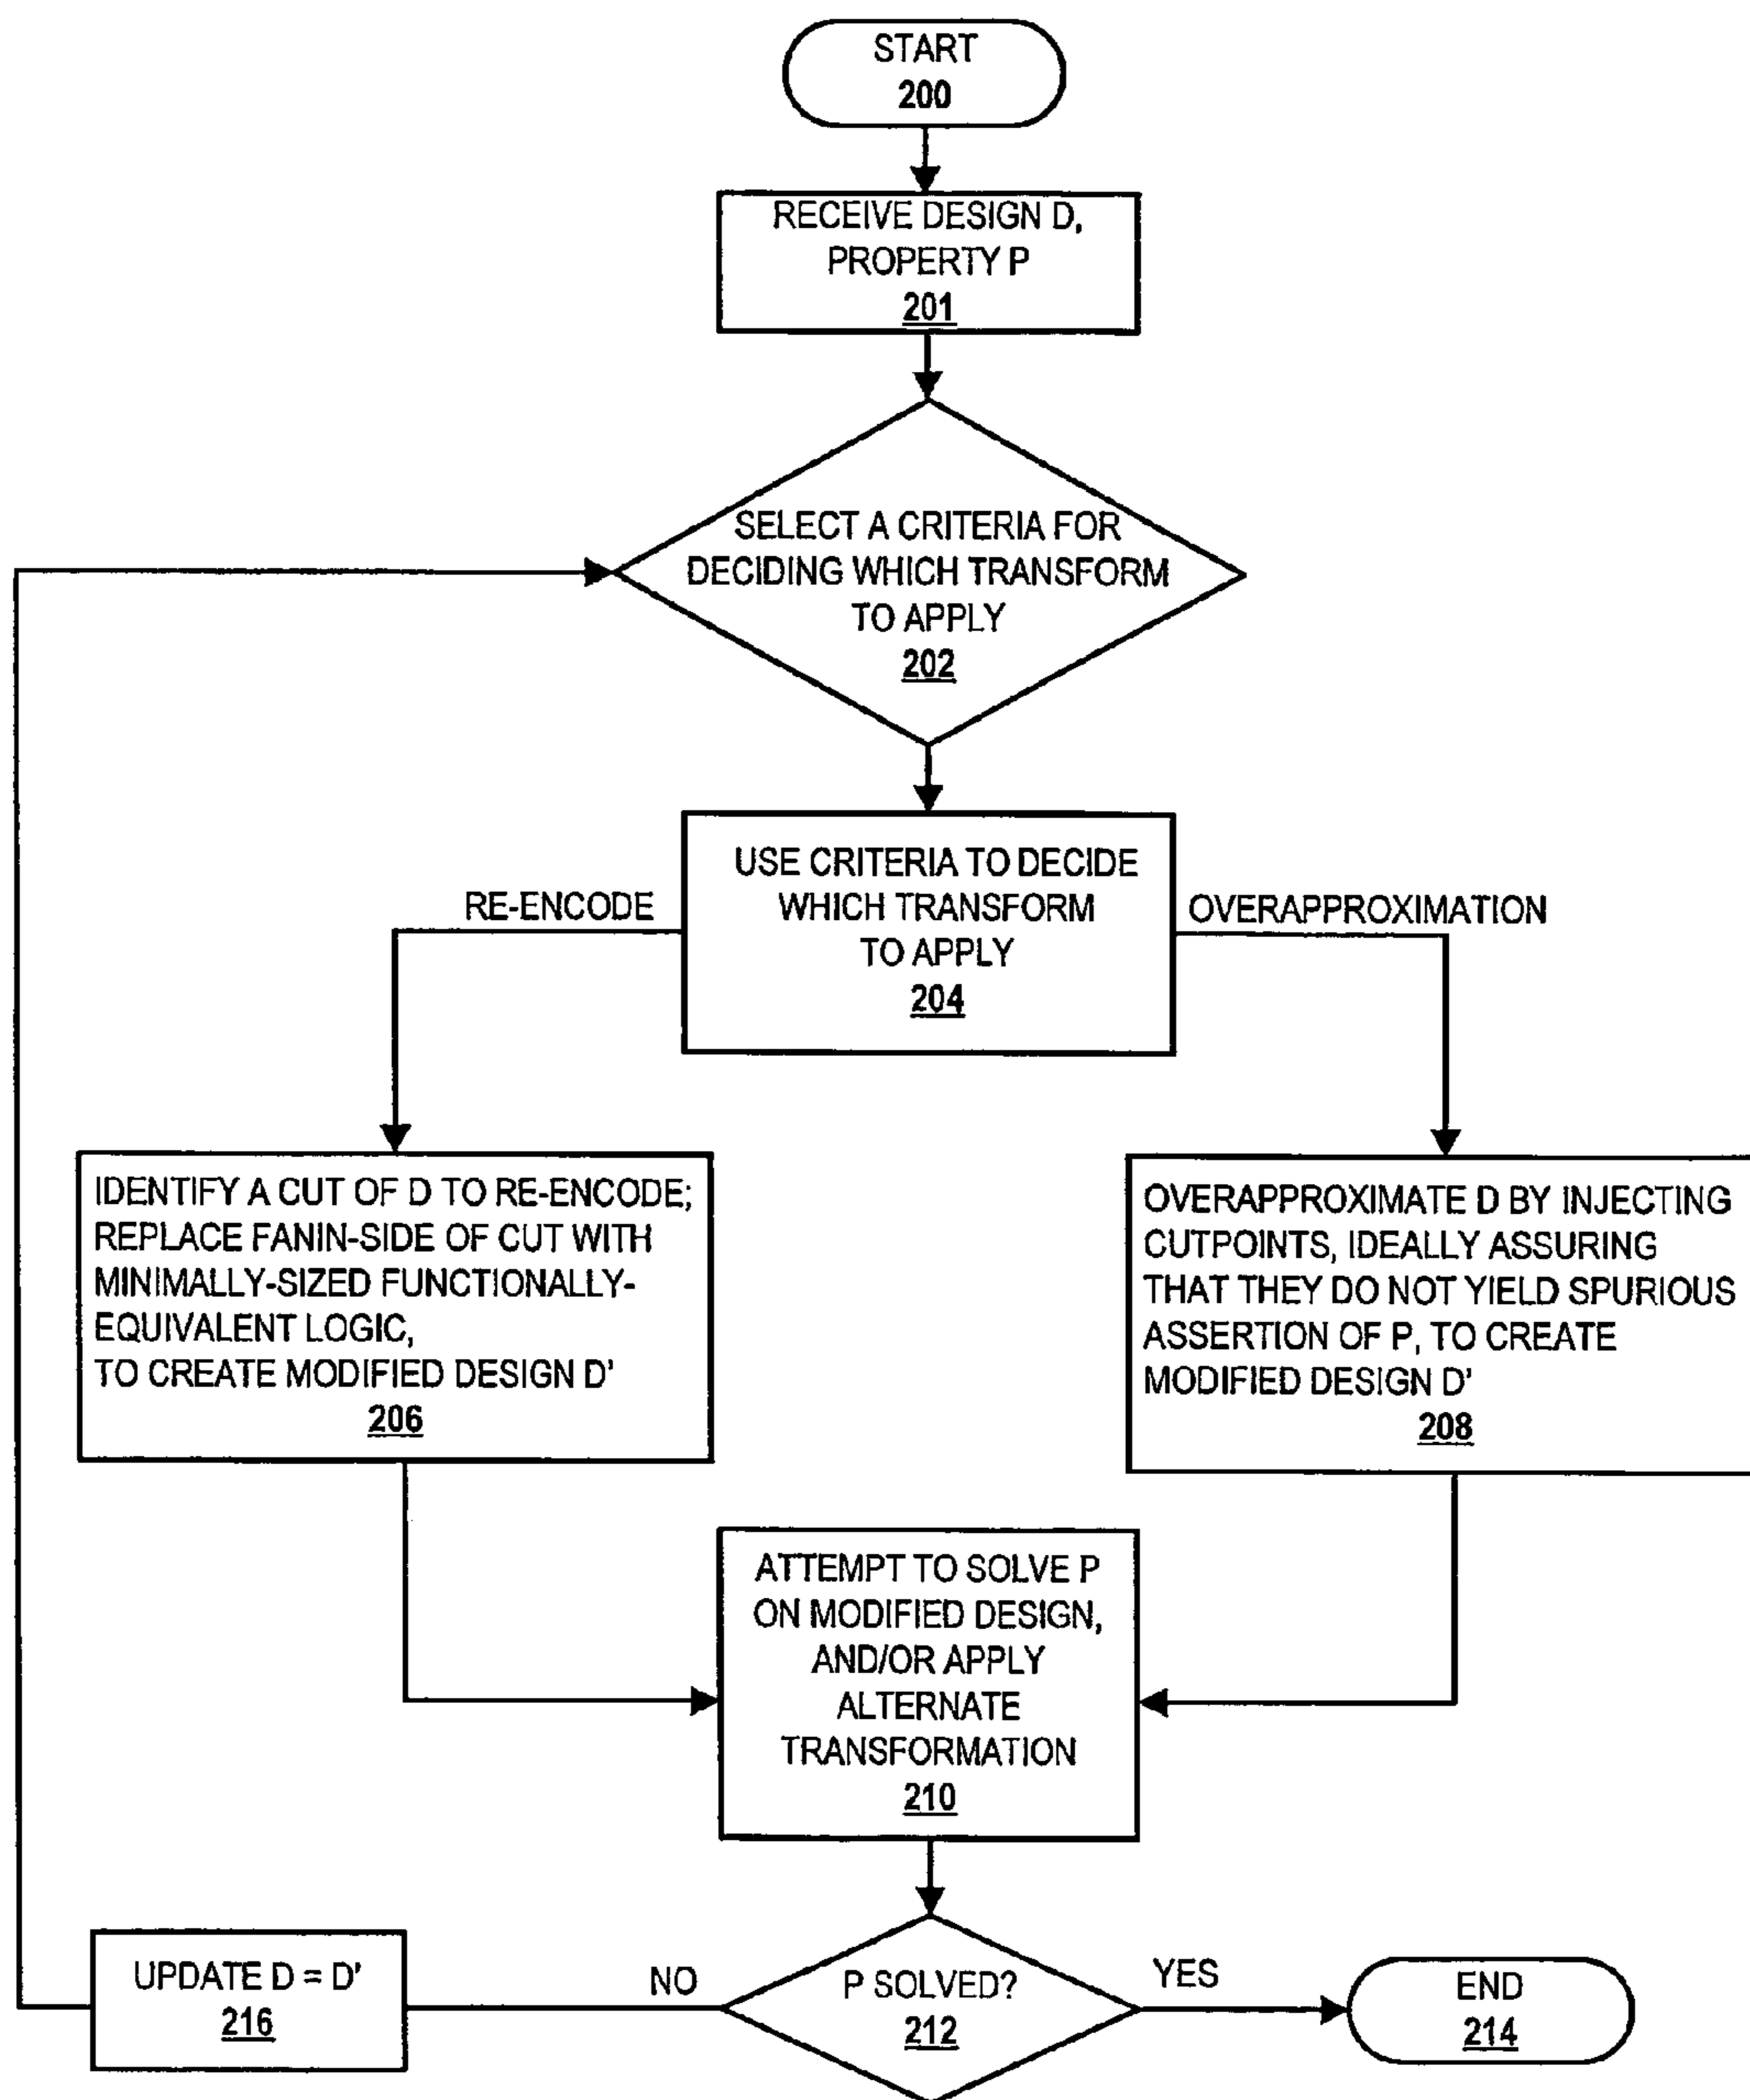 START
200
RECEIVE DESIGN D,
PROPERTY P
201
SELECT A CRITERIA FOR
DECIDING WHICH TRANSFORM
TO APPLY
202
USE CRITERIA TO DECIDE
WHICH TRANSFORM
TO APPLY
204
RE-ENCODE
OVERAPPROXIMATION
IDENTIFY A CUT OF D TO RE-ENCODE;
REPLACE FANIN-SIDE OF CUT WITH
MINIMALLY-SIZED FUNCTIONALLY-
EQUIVALENT LOGIC,
TO CREATE MODIFIED DESIGN D'
206
OVERAPPROXIMATE D BY INJECTING
CUTPOINTS, IDEALLY ASSURING
THAT THEY DO NOT YIELD SPURIOUS
ASSERTION OF P, TO CREATE
MODIFIED DESIGN D'
208
ATTEMPT TO SOLVE P
ON MODIFIED DESIGN,
AND/OR APPLY
ALTERNATE
TRANSFORMATION
210
P SOLVED?
212
NO
YES
UPDATE D = D'
216
END
214